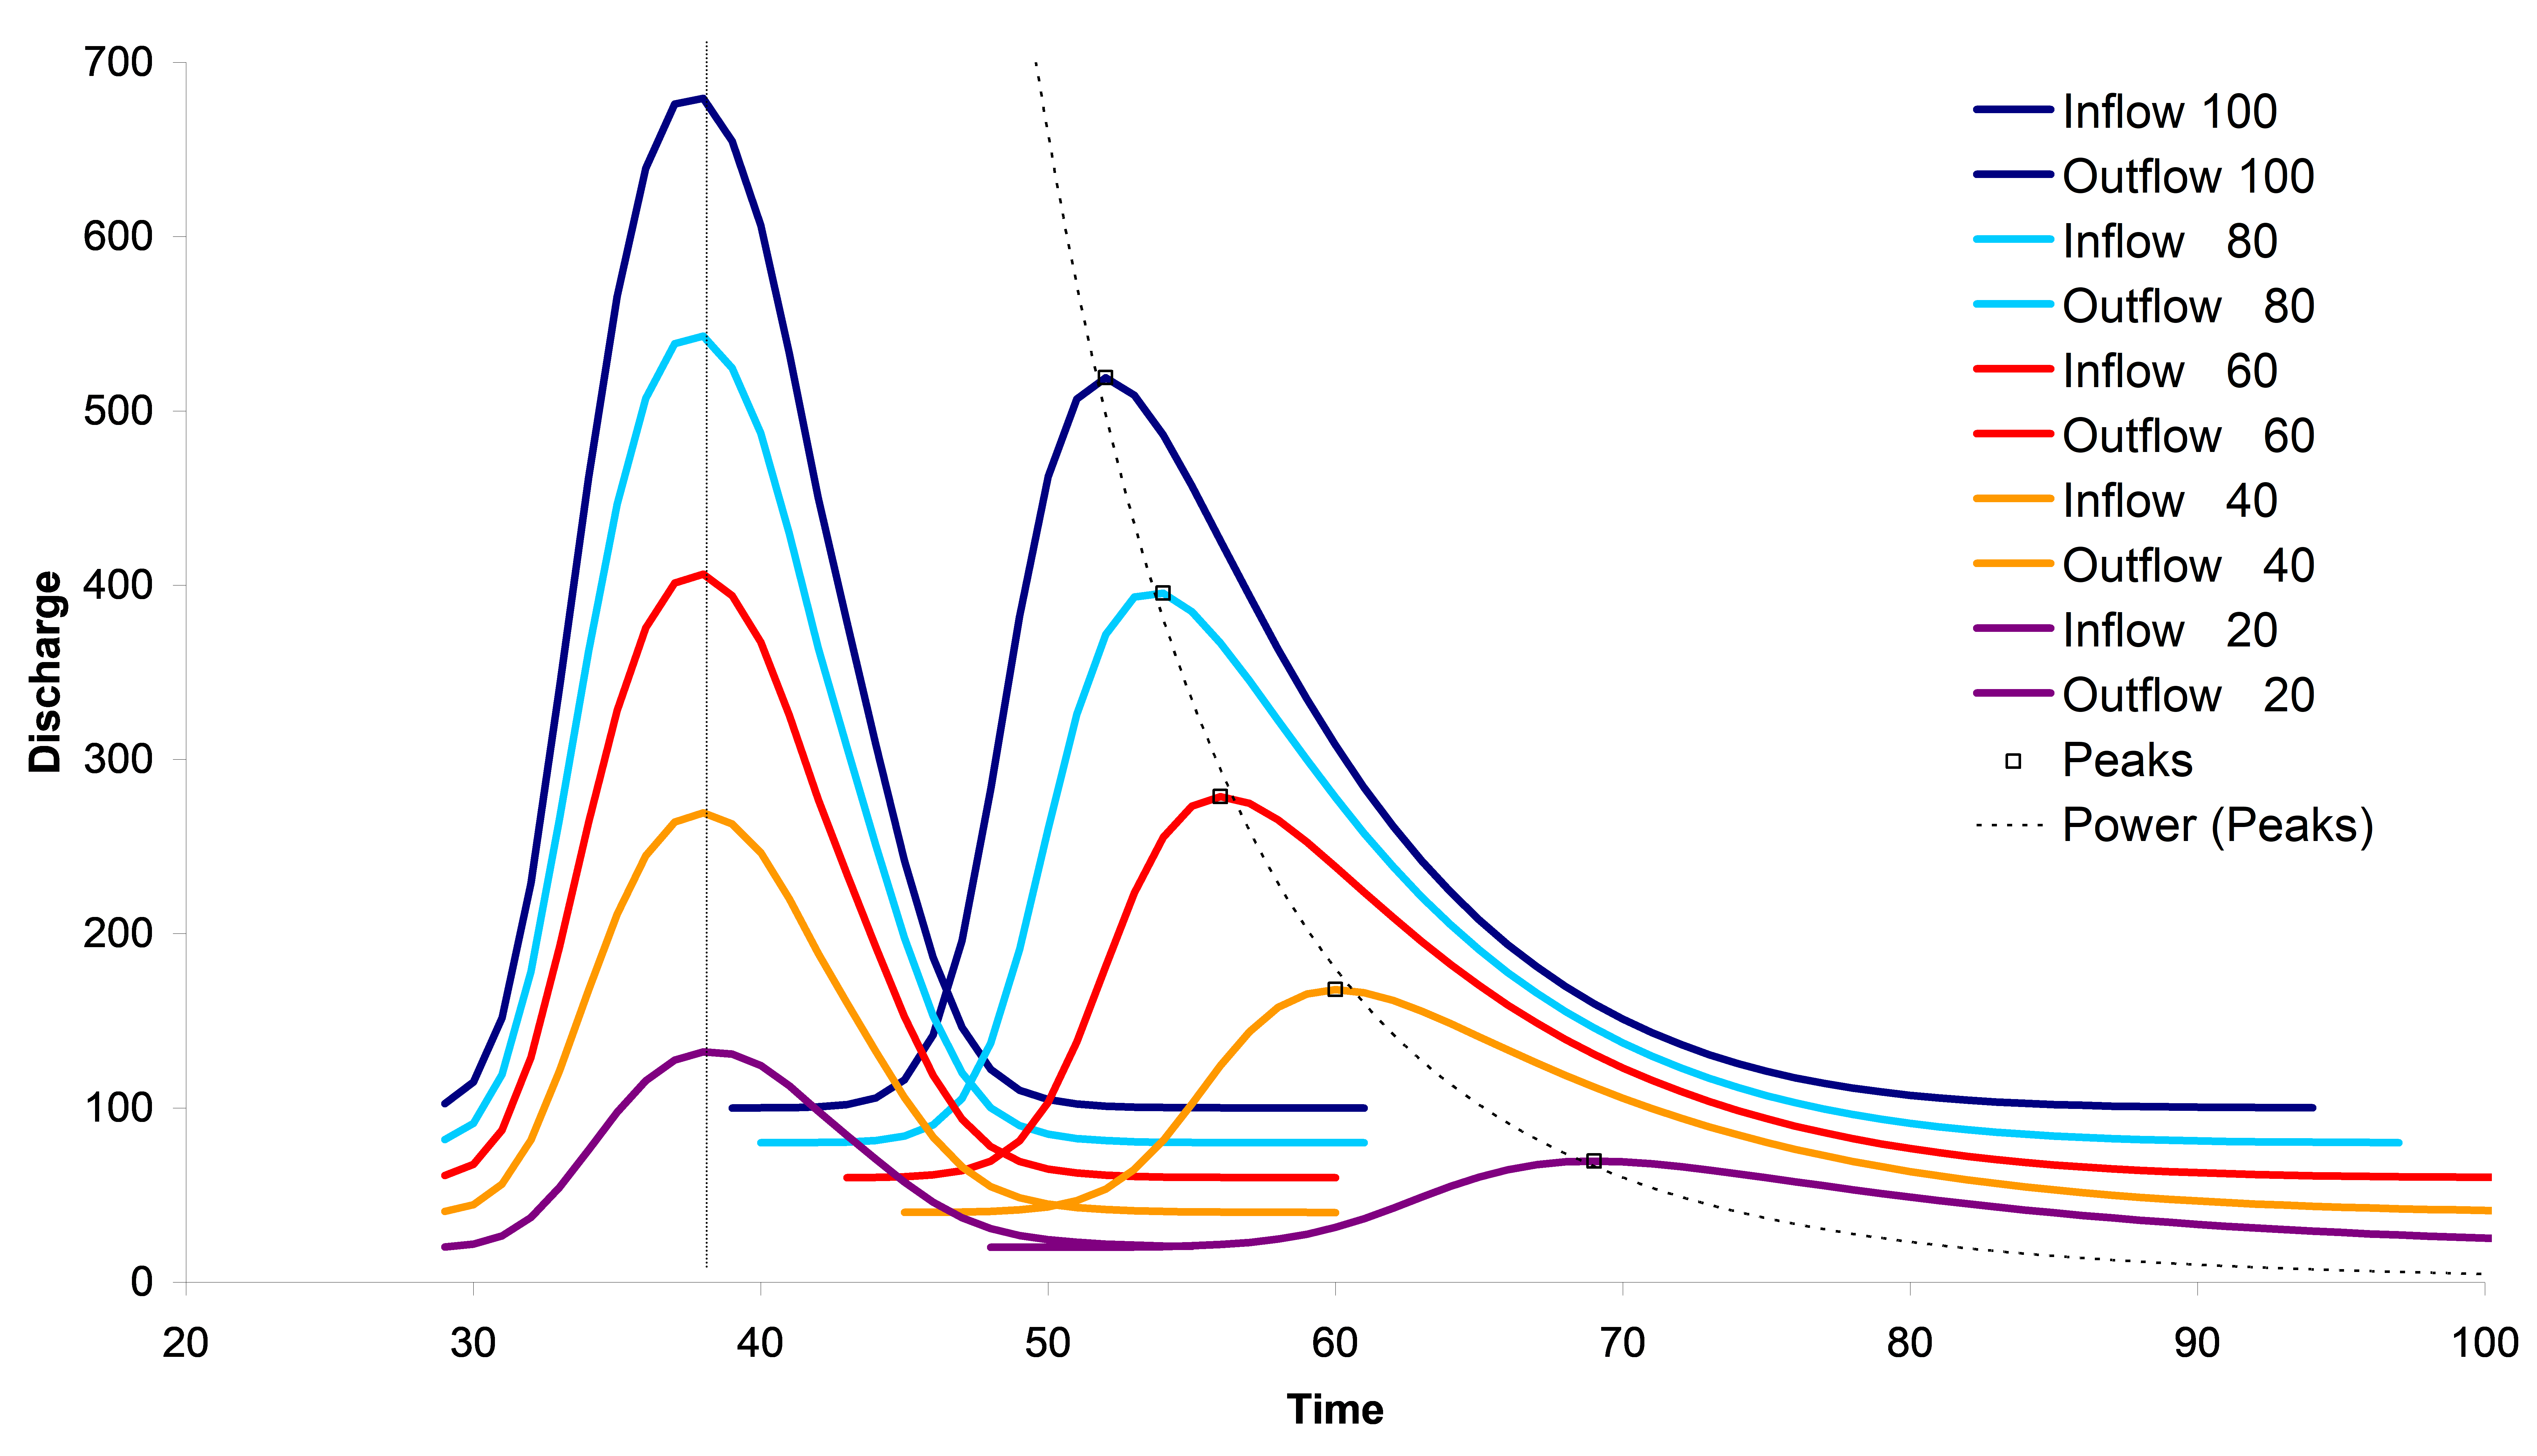 700
600
500
400
300
200
100
0
Discharge
20 30 40 50 60 70 80 90 100
Time
Inflow 100
Outflow 100
Inflow 80
Outflow 80
Inflow 60
Outflow 60
Inflow 40
Outflow 40
Inflow 20
Outflow 20
Peaks
Power (Peaks)